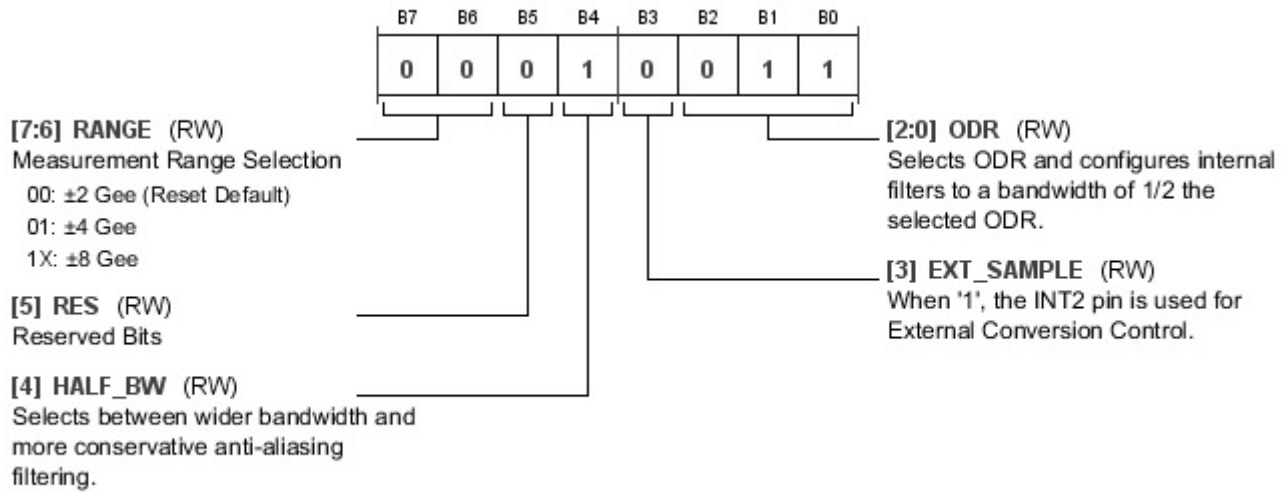 B7 B6 B5 B4 B3 B2 B1 B0
0 0 0 1 0 0 1 1
[7:6] RANGE (RW)
Measurement Range Selection
00: ±2 Gee (Reset Default)
01: ±4 Gee
1X: ±8 Gee
[5] RES (RW)
Reserved Bits
[4] HALF_BW (RW)
Selects between wider bandwidth and
more conservative anti-aliasing
filtering.
[2:0] ODR (RW)
Selects ODR and configures internal
filters to a bandwidth of 1/2 the
selected ODR.
[3] EXT_SAMPLE (RW)
When '1', the INT2 pin is used for
External Conversion Control.